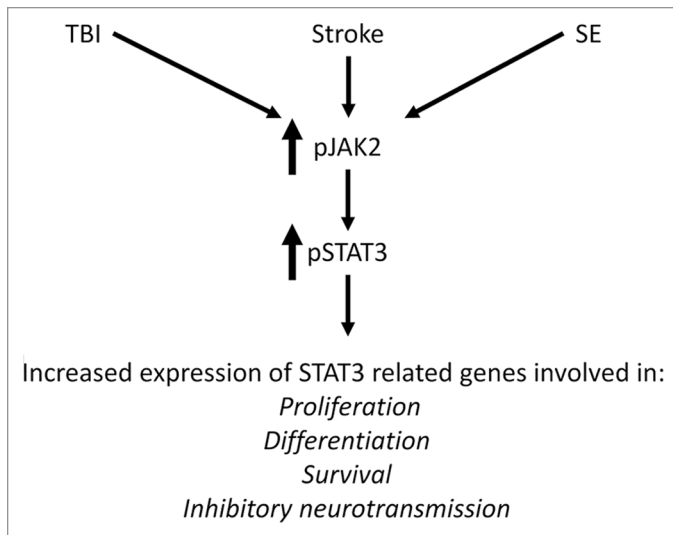 TBI
Stroke
SE
pJAK2
pSTAT3
Increased expression of STAT3 related genes involved in:
Proliferation
Differentiation
Survival
Inhibitory neurotransmission